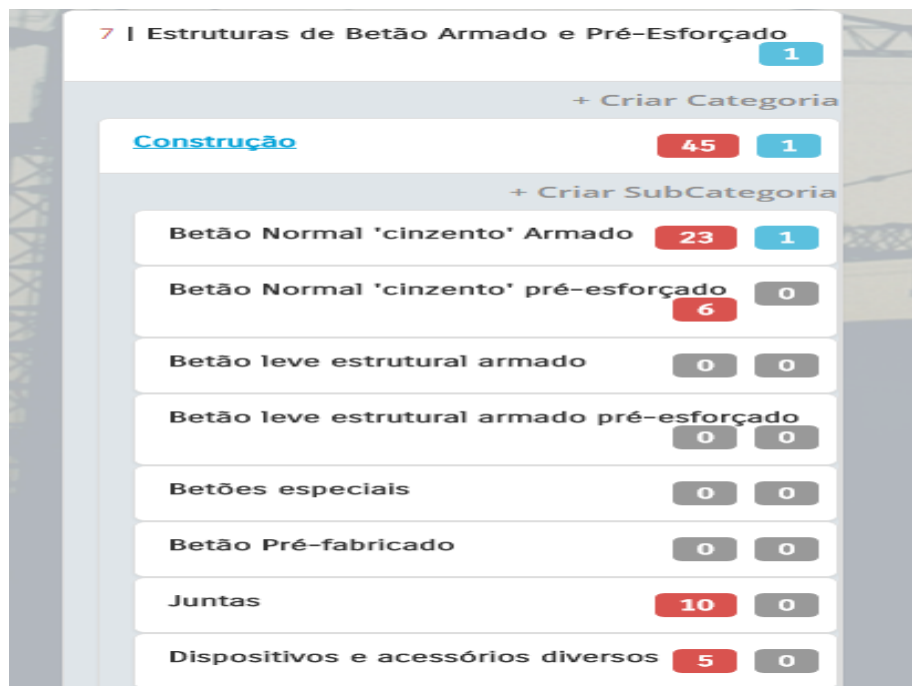 7 | Estruturas de Betão Armado e Pré-Esforçado
1
+ Criar Categoria
Construção 45 1
+ Criar SubCategoria
Betão Normal 'cinzento' Armado 23 1
Betão Normal 'cinzento' pré-esforçado 0
6
Betão leve estrutural armado 0 0
Betão leve estrutural armado pré-esforçado
0 0
Betões especiais 0 0
Betão Pré-fabricado 0 0
Juntas 10 0
Dispositivos e acessórios diversos 5 0